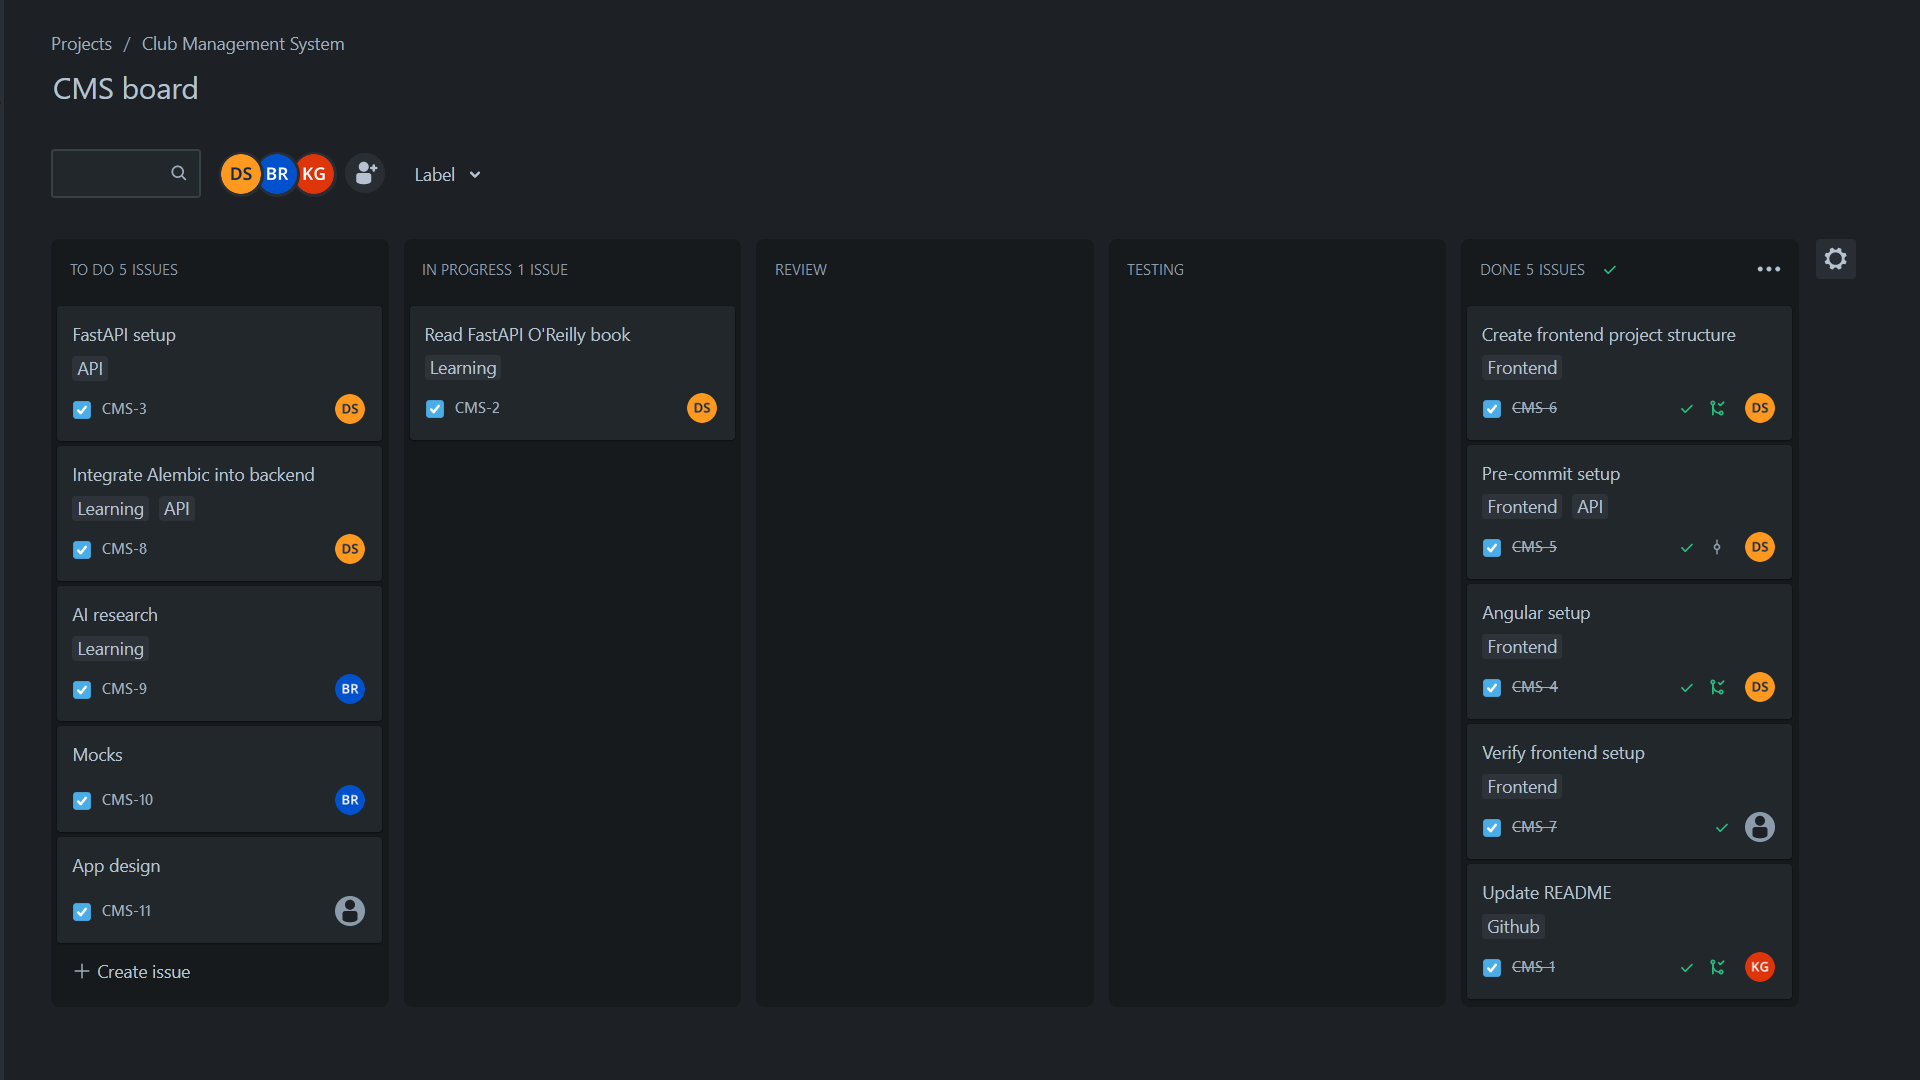 Projects / Club Management System
CMS board
DS BR KG Label
TO DO 5 ISSUES
FastAPI setup
API
CMS-3 DS
Integrate Alembic into backend
Learning API
CMS-8 DS
AI research
Learning
CMS-9 BR
Mocks
CMS-10 BR
App design
CMS-11
+ Create issue
IN PROGRESS 1 ISSUE
Read FastAPI O'Reilly book
Learning
CMS-2 DS
REVIEW
TESTING
DONE 5 ISSUES
Create frontend project structure
Frontend
CMS-6 DS
Pre-commit setup
Frontend API
CMS-5 DS
Angular setup
Frontend
CMS-4 DS
Verify frontend setup
Frontend
CMS-7
Update README
Github
CMS-1 KG